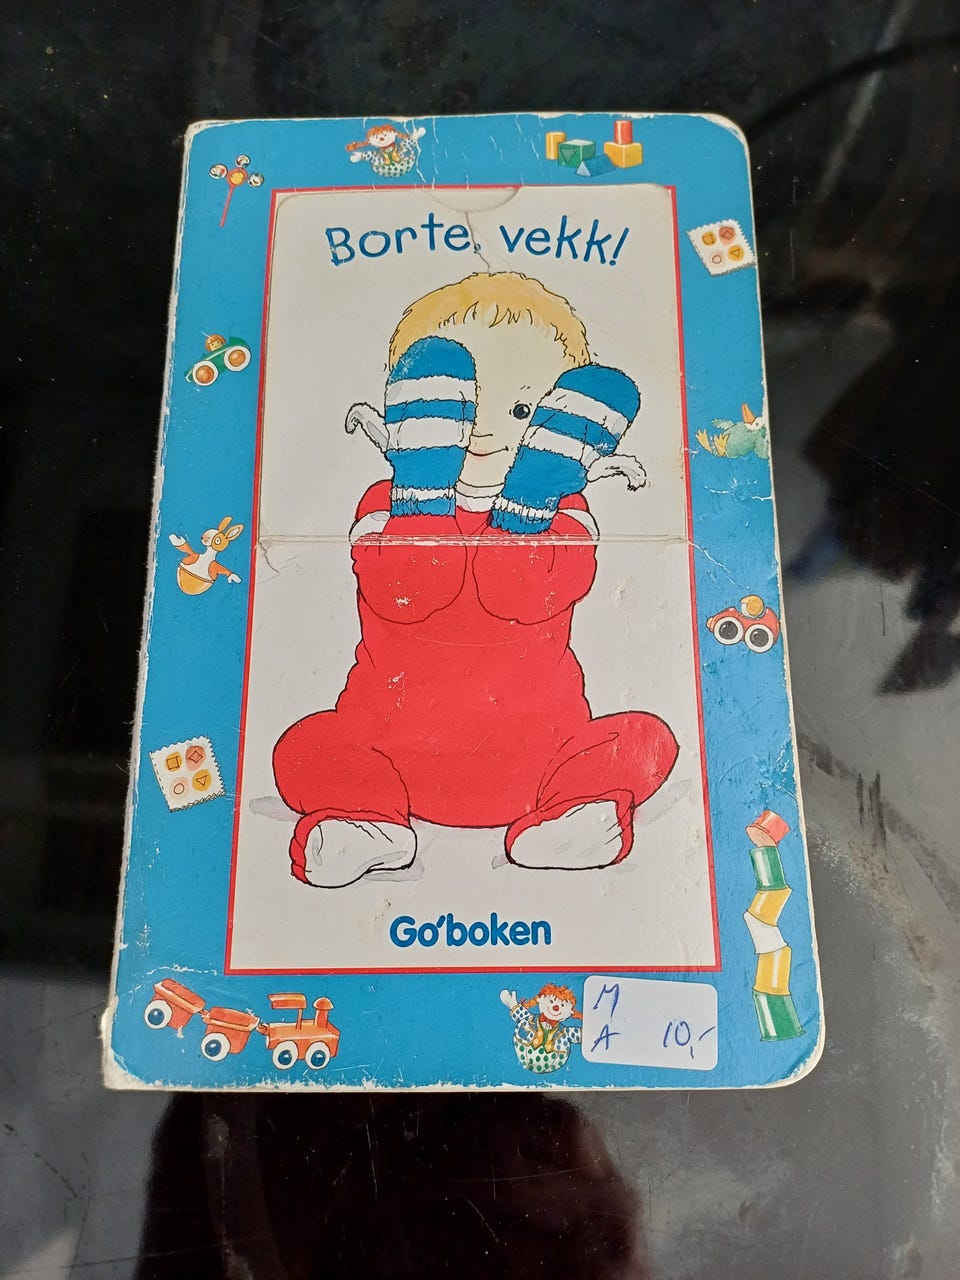 Borte, vekk!
Go'boken
M
A 10,-